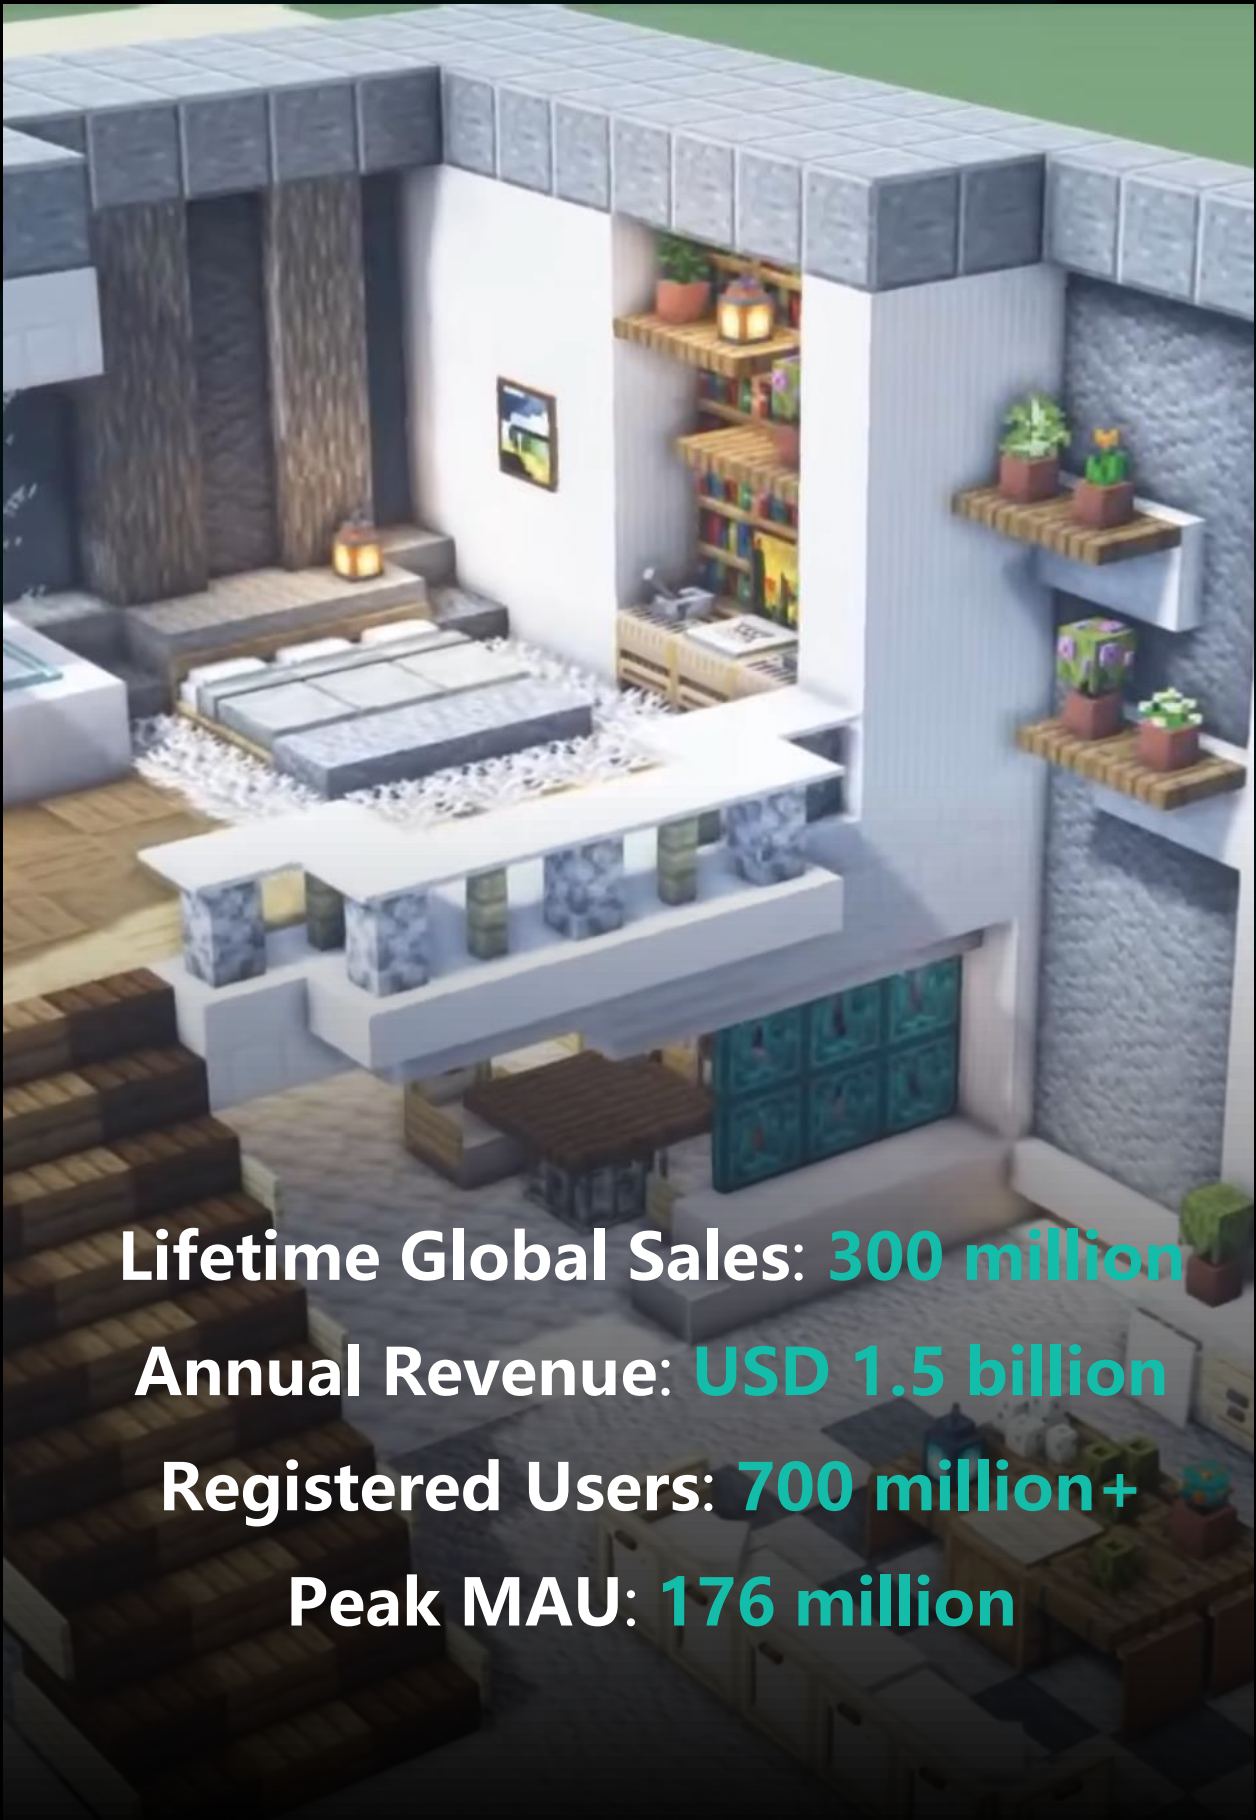 Lifetime Global Sales: 300 million
Annual Revenue: USD 1.5 billion
Registered Users: 700 million+
Peak MAU: 176 million